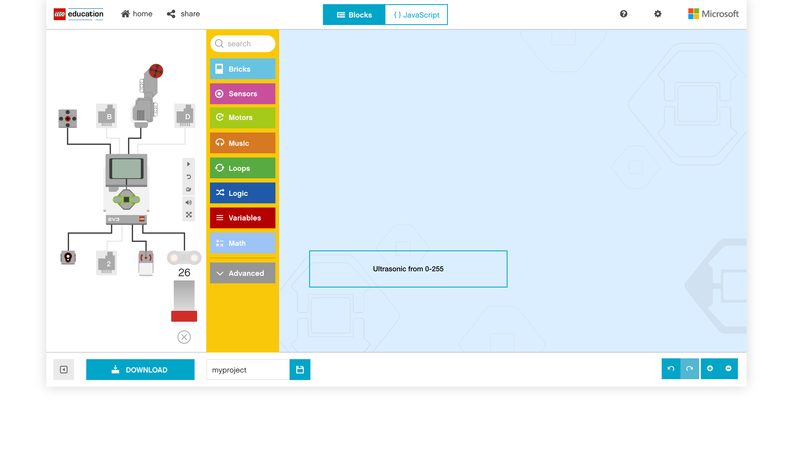 LEGO education
home
share
Blocks
{ } JavaScript
Microsoft
search
Bricks
Sensors
Motors
Music
Loops
Logic
Variables
Math
Advanced
B
D
EV3
2
26
Ultrasonic from 0-255
DOWNLOAD
myproject